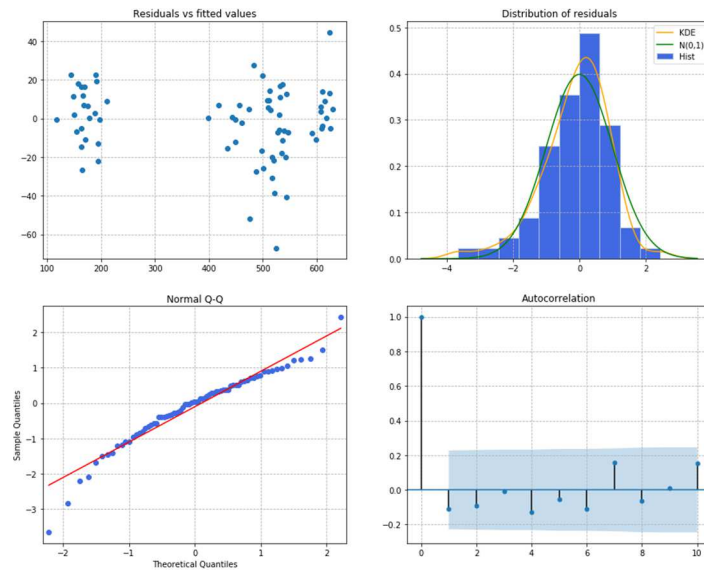 Residuals vs fitted values
40
20
0
−20
−40
−60
100 200 300 400 500 600
Distribution of residuals
0.5
0.4
0.3
0.2
0.1
0.0
−4 −2 0 2
KDE
N(0,1)
Hist
Normal Q-Q
Sample Quantiles
2
1
0
−1
−2
−3
−2 −1 0 1 2
Theoretical Quantiles
Autocorrelation
1.0
0.8
0.6
0.4
0.2
0.0
−0.2
0 2 4 6 8 10